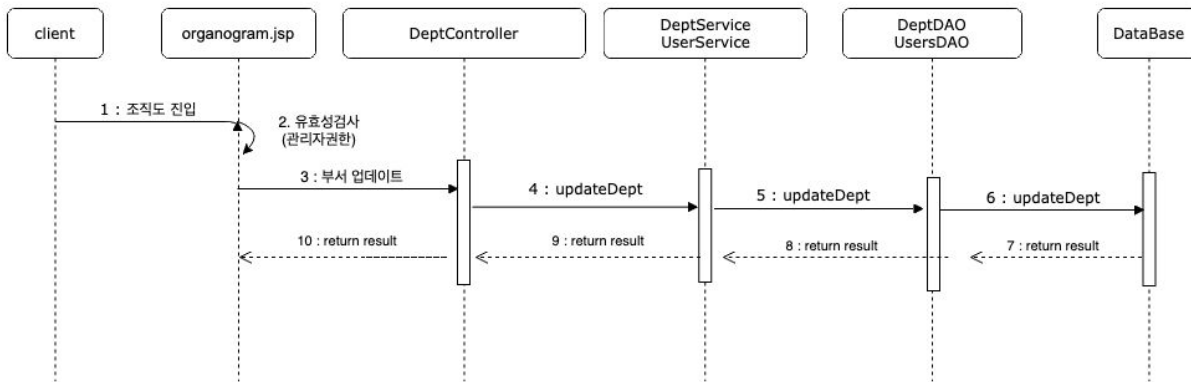 client
organogram.jsp
DeptController
DeptService
UserService
DeptDAO
UsersDAO
DataBase
1 : 조직도 진입
2. 유효성검사
(관리자권한)
3 : 부서 업데이트
4 : updateDept
5 : updateDept
6 : updateDept
10 : return result
9 : return result
8 : return result
7 : return result